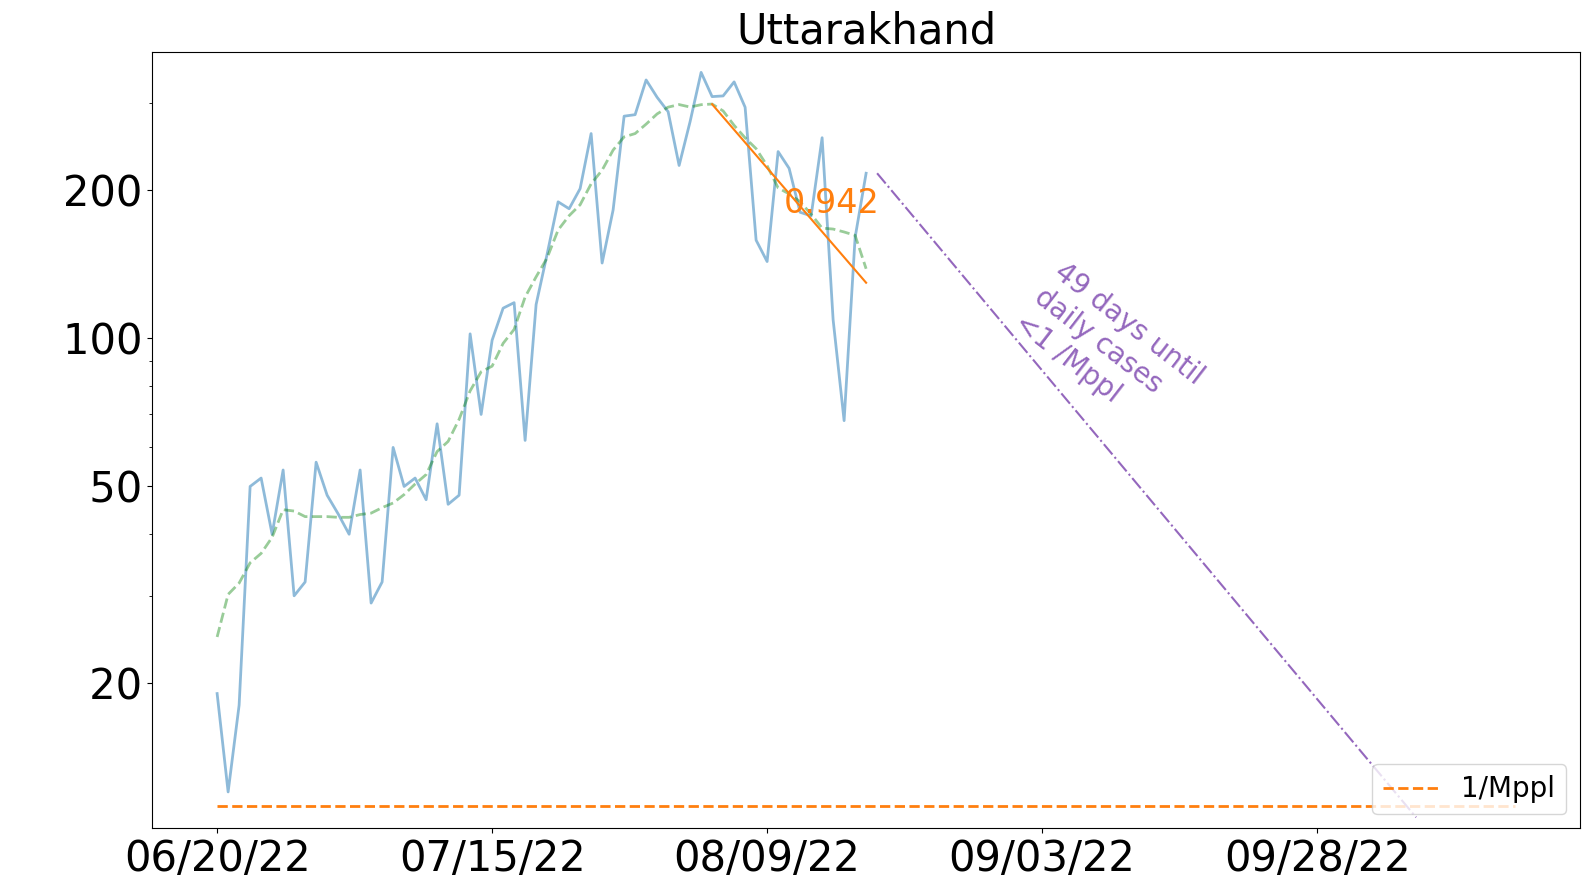 Uttarakhand
200
100
50
20
0.942
49 days until
daily cases
<1 /Mppl
1/Mppl
06/20/22
07/15/22
08/09/22
09/03/22
09/28/22